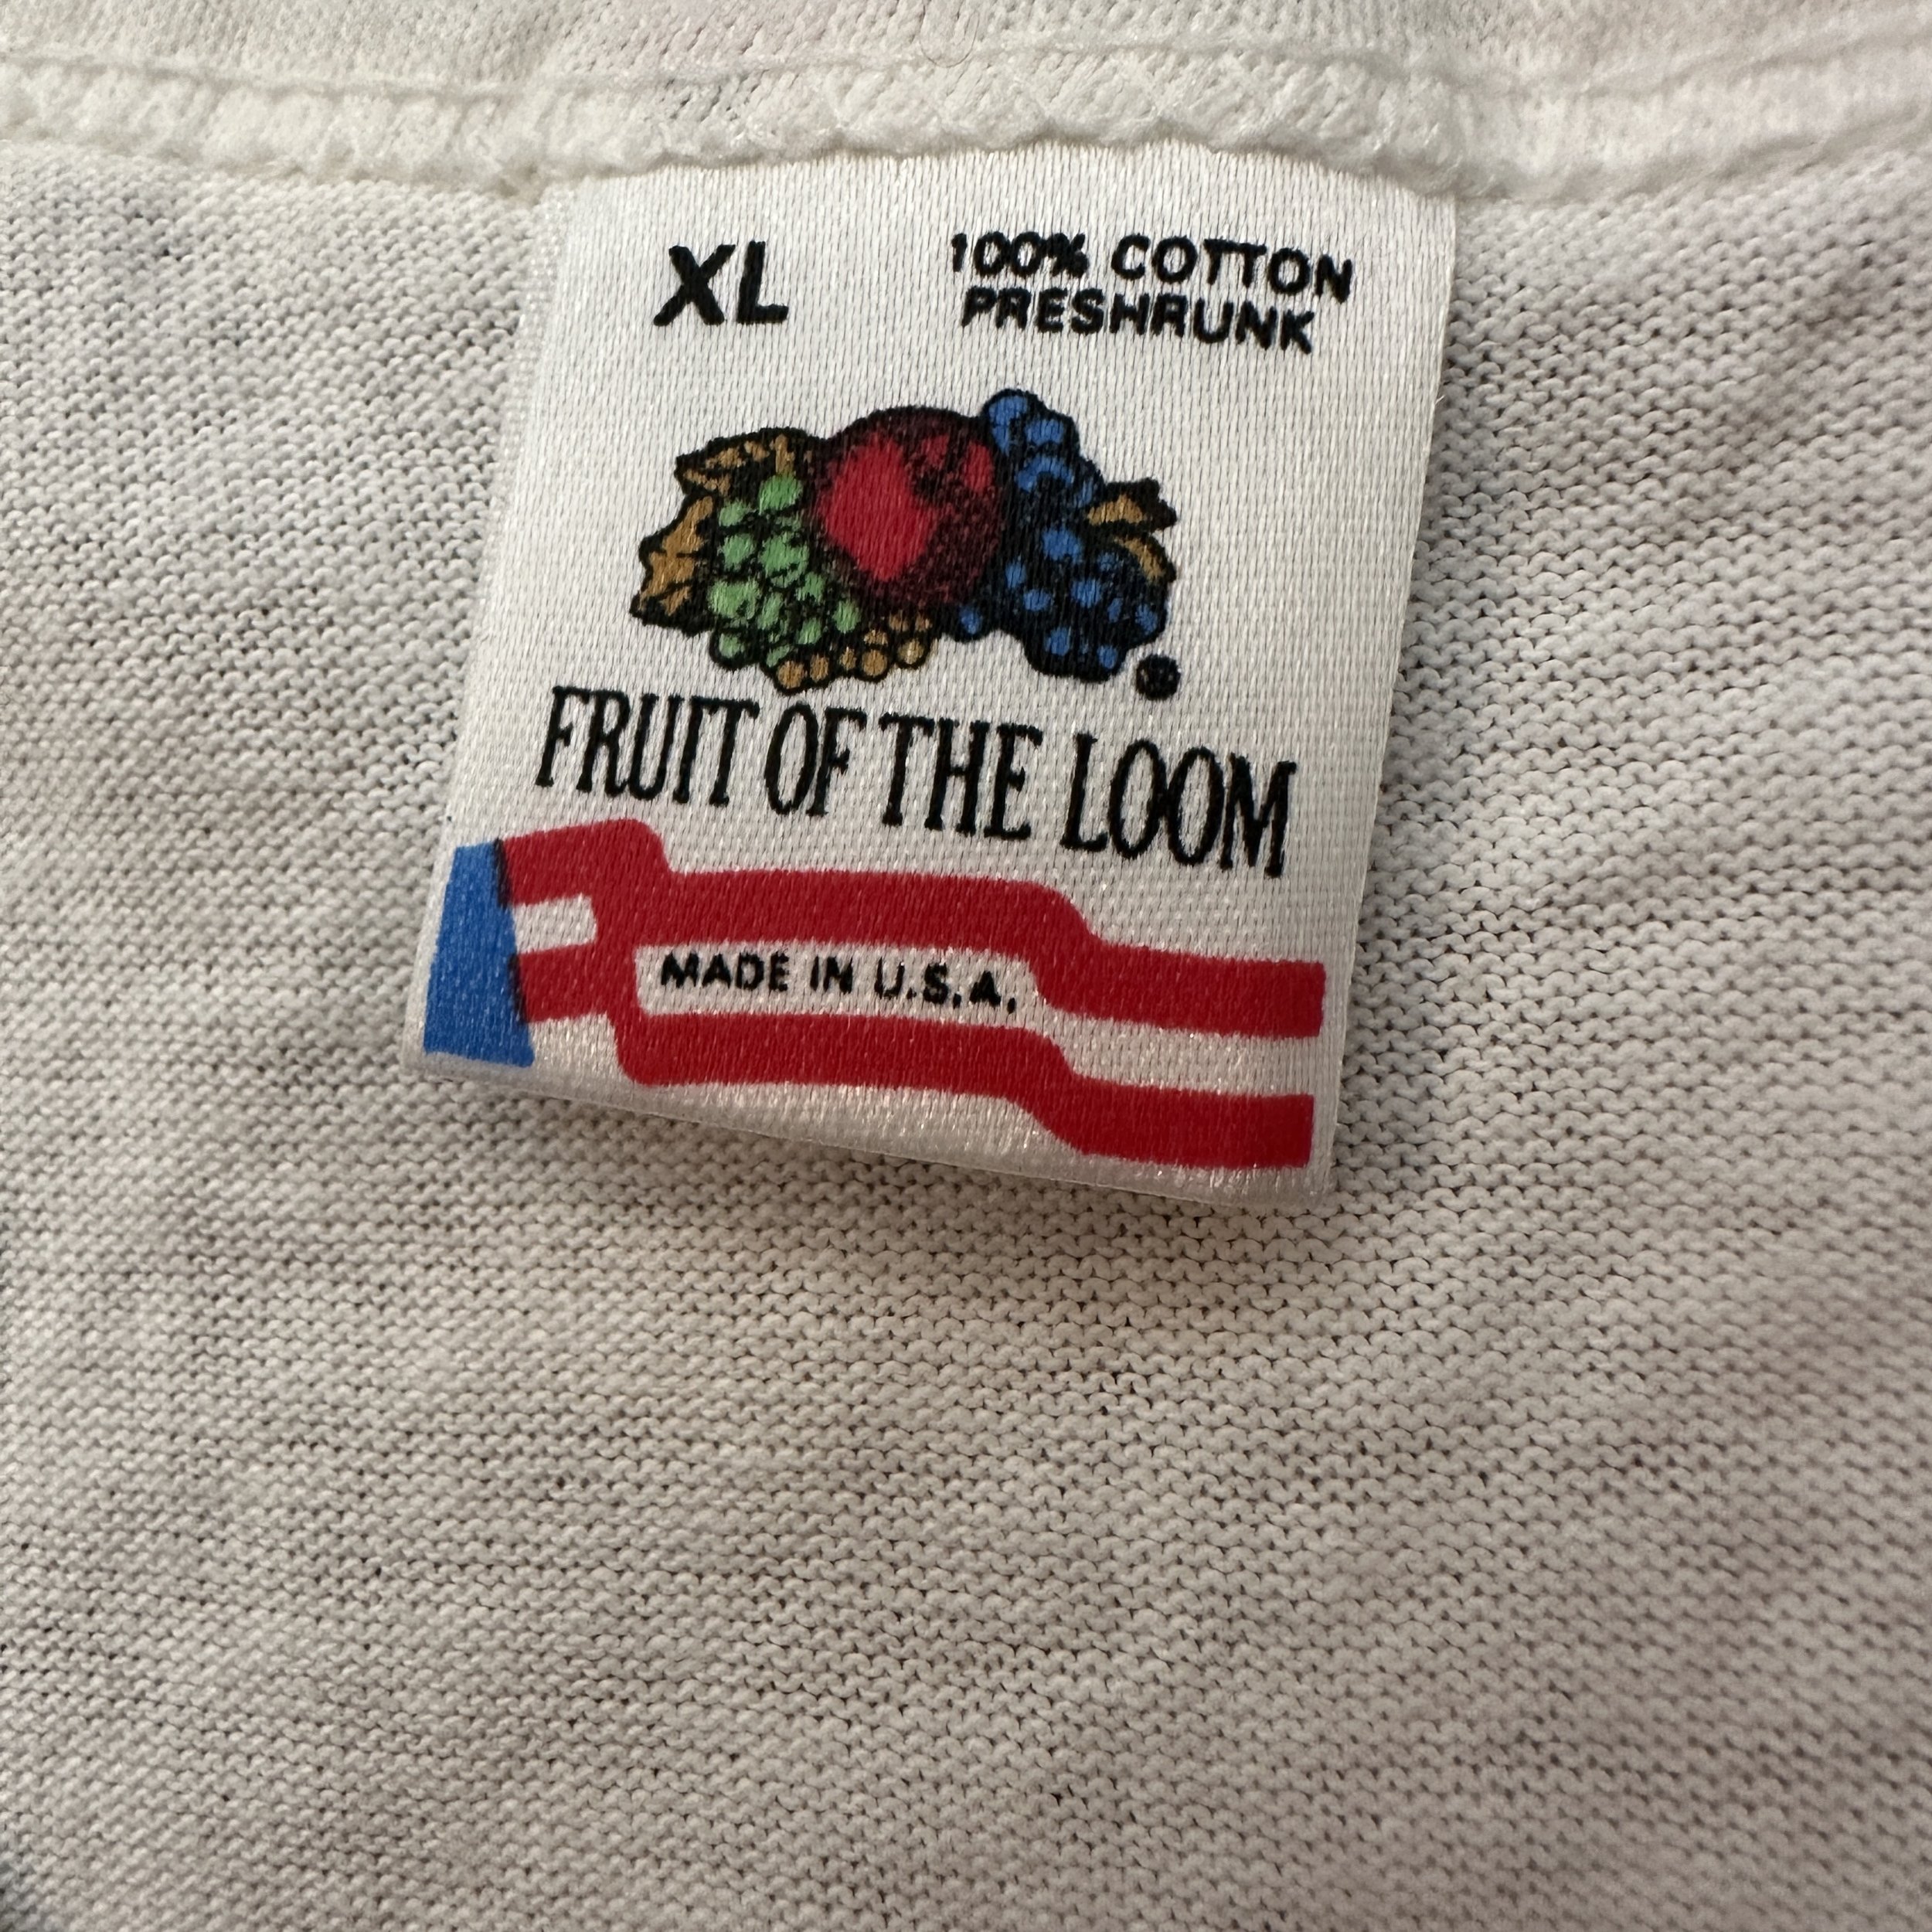 XL
100% COTTON
PRESHRUNK
®
FRUIT OF THE LOOM
MADE IN U.S.A.